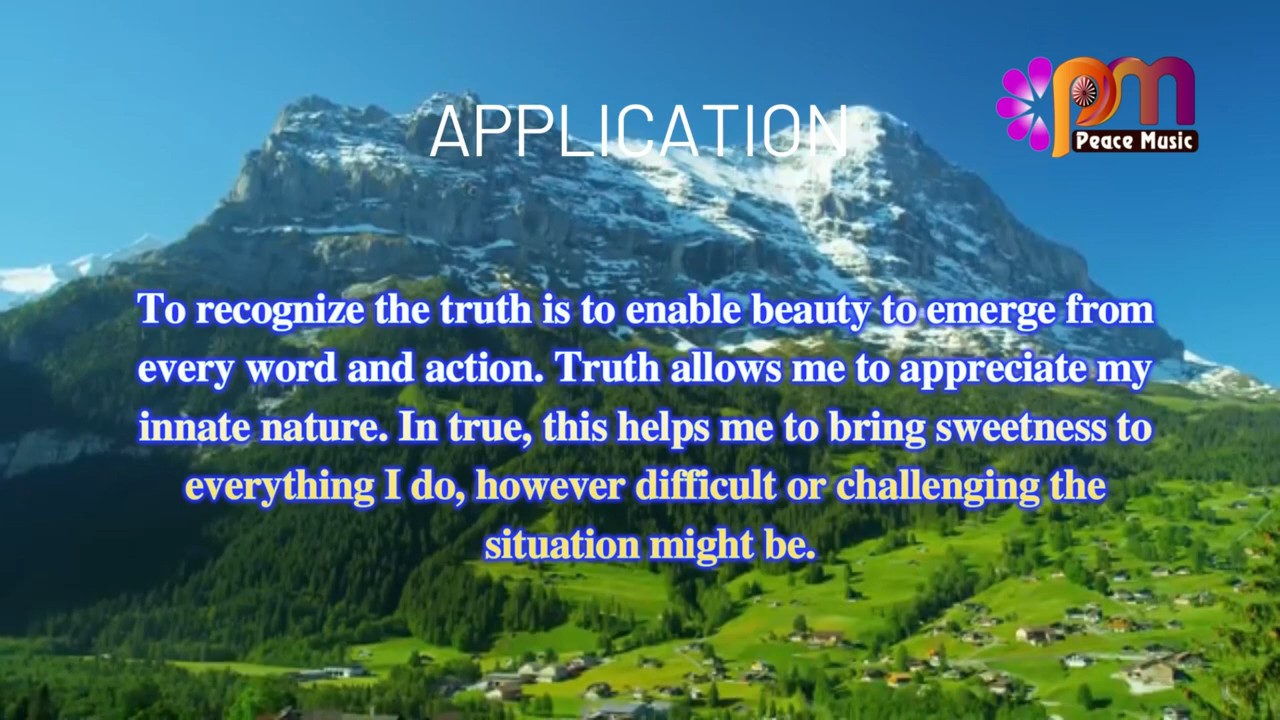 APPLICATION
pm
Peace Music
To recognize the truth is to enable beauty to emerge from
every word and action. Truth allows me to appreciate my
innate nature. In true, this helps me to bring sweetness to
everything I do, however difficult or challenging the
situation might be.